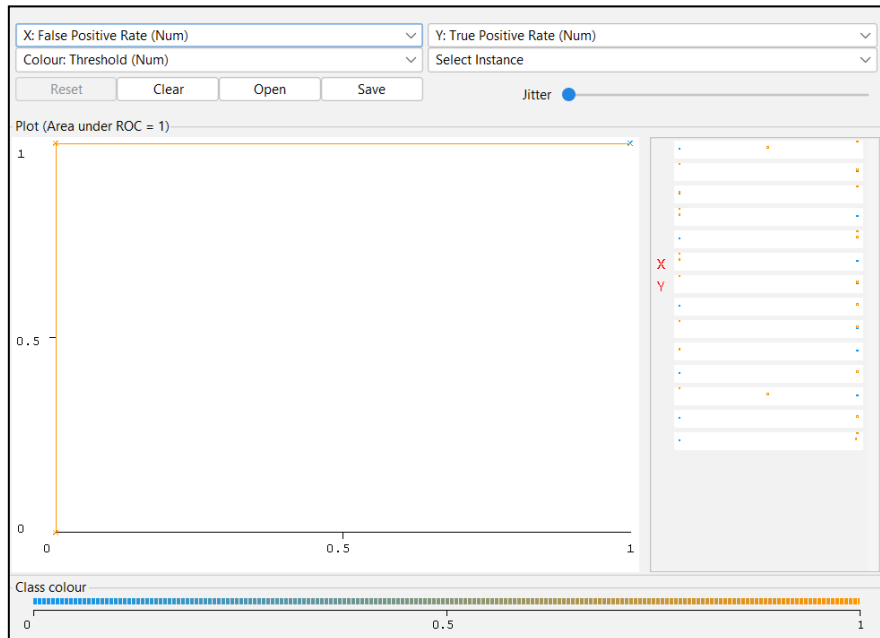 X: False Positive Rate (Num) Y: True Positive Rate (Num)
Colour: Threshold (Num) Select Instance
Reset Clear Open Save Jitter
Plot (Area under ROC = 1)
1
X
Y
0.5
0
0 0.5 1
Class colour
0 0.5 1